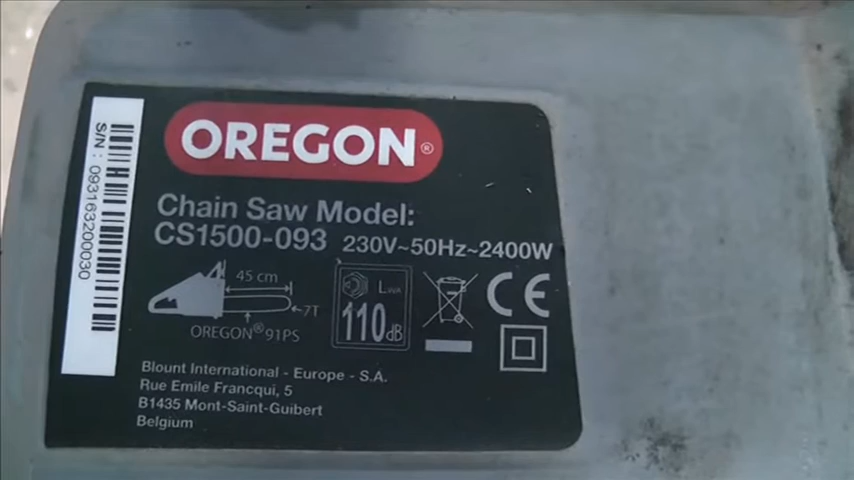 OREGON®
Chain Saw Model:
CS1500-093 230V~50Hz~2400W
S/N : 0931632000030
45 cm
7T
OREGON® 91PS
LWA
110dB
CE
Blount International - Europe - S.A.
Rue Emile Francqui, 5
B1435 Mont-Saint-Guibert
Belgium